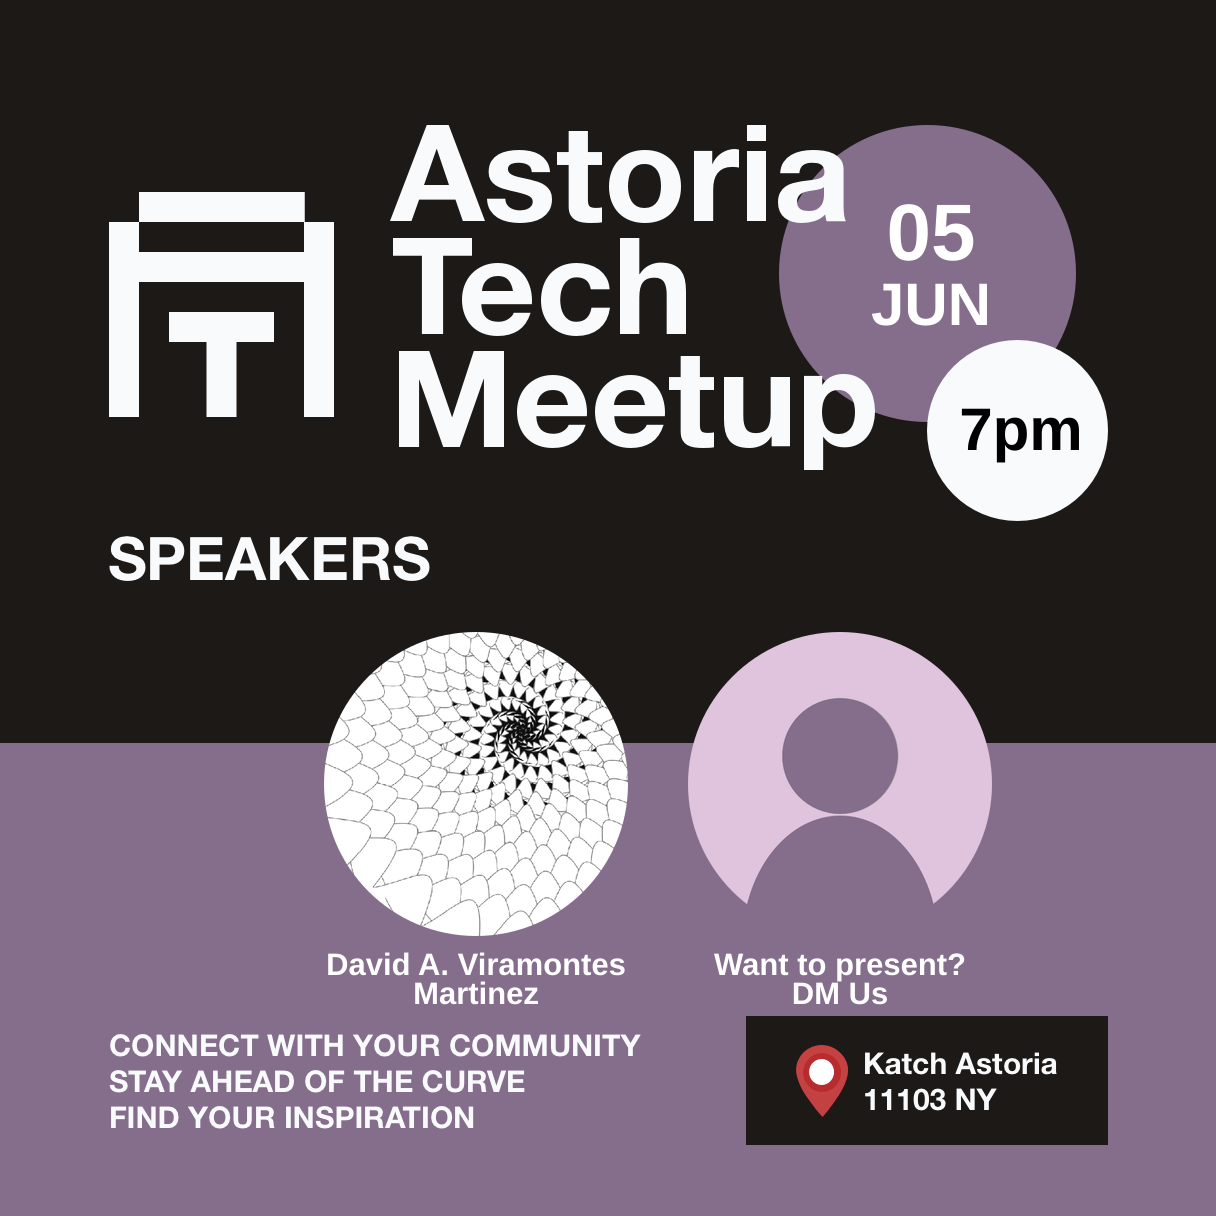 Astoria
Tech
Meetup
05
JUN
7pm
SPEAKERS
David A. Viramontes
Martinez
Want to present?
DM Us
CONNECT WITH YOUR COMMUNITY
STAY AHEAD OF THE CURVE
FIND YOUR INSPIRATION
Katch Astoria
11103 NY